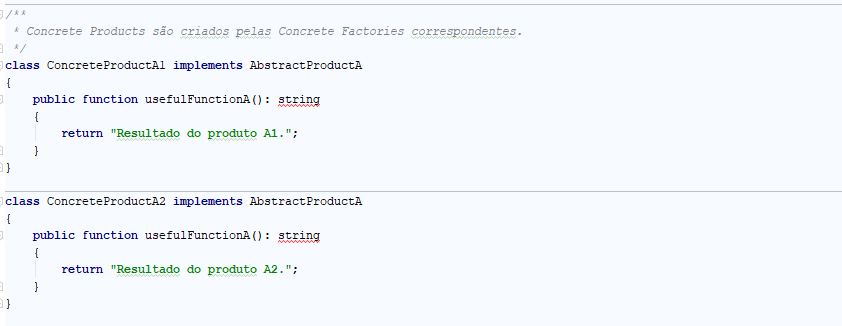 /**
 * Concrete Products são criados pelas Concrete Factories correspondentes.
 */
class ConcreteProductA1 implements AbstractProductA
{
    public function usefulFunctionA(): string
    {
        return "Resultado do produto A1.";
    }
}
class ConcreteProductA2 implements AbstractProductA
{
    public function usefulFunctionA(): string
    {
        return "Resultado do produto A2.";
    }
}